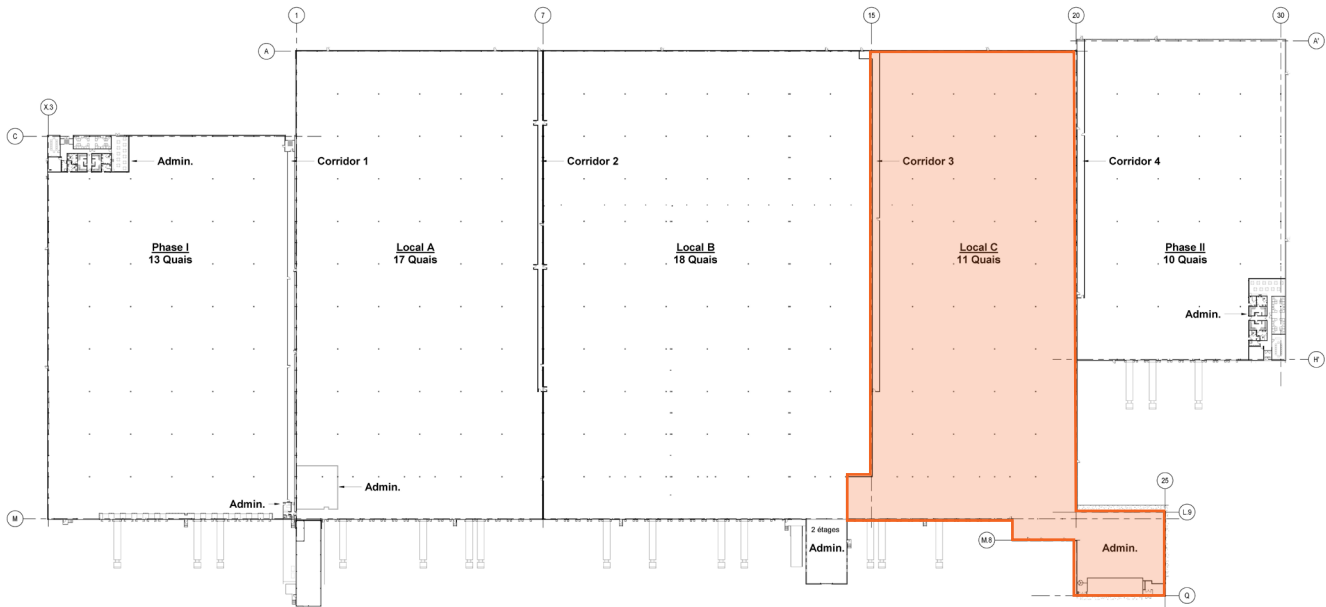 1
7
15
20
30
A
A'
X.3
C
Admin.
Corridor 1
Corridor 2
Corridor 3
Corridor 4
Phase I
13 Quais
Local A
17 Quais
Local B
18 Quais
Local C
11 Quais
Phase II
10 Quais
Admin.
H'
Admin.
Admin.
25
M
L.9
2 étages
Admin.
M.8
Admin.
Q